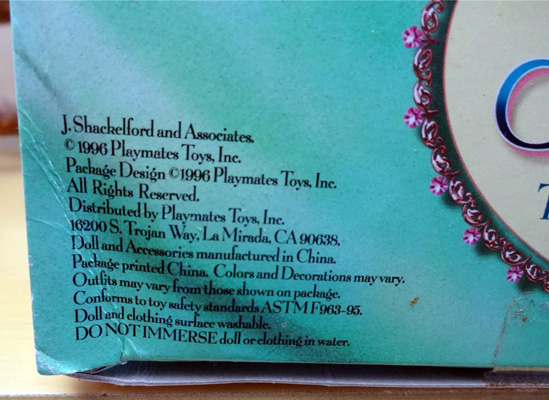 J. Shackelford and Associates.
© 1996 Playmates Toys, Inc.
Package Design © 1996 Playmates Toys, Inc.
All Rights Reserved.
Distributed by Playmates Toys, Inc.
16200 S. Trojan Way, La Mirada, CA 90638.
Doll and Accessories manufactured in China.
Package printed China. Colors and Decorations may vary.
Outfits may vary from those shown on package.
Conforms to toy safety standards ASTM F963-95.
Doll and clothing surface washable.
DO NOT IMMERSE doll or clothing in water.